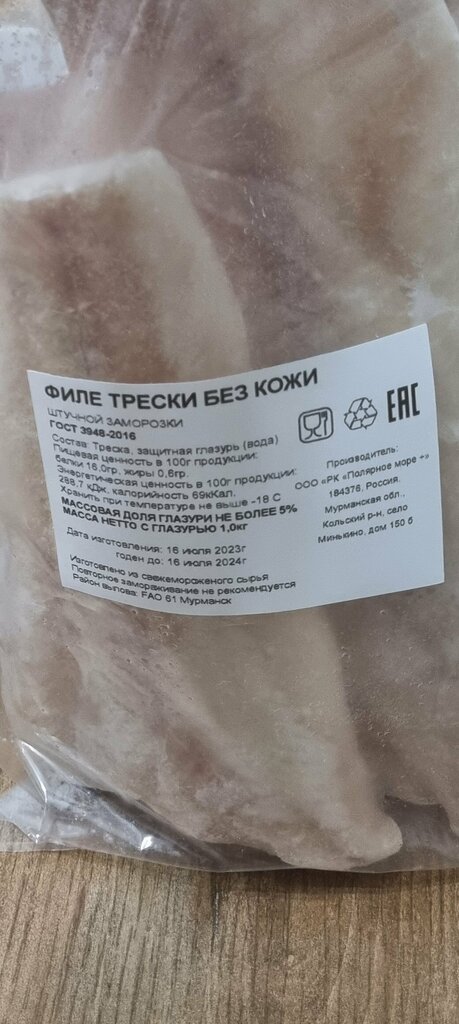 ФИЛЕ ТРЕСКИ БЕЗ КОЖИ
ШТУЧНОЙ ЗАМОРОЗКИ
ГОСТ 3948-2016
Состав: Треска, защитная глазурь (вода)
Пищевая ценность в 100г продукции:
белки 16,0гр, жиры 0,6гр.
Энергетическая ценность в 100г продукции:
288,7 кДж, калорийность 69кКал.
Хранить при температуре не выше -18 С
МАССОВАЯ ДОЛЯ ГЛАЗУРИ НЕ БОЛЕЕ 5%
МАССА НЕТТО С ГЛАЗУРЬЮ 1,0кг
Дата изготовления: 16 июля 2023г
годен до: 16 июля 2024г
Изготовлено из свежемороженого сырья
Повторное замораживание не рекомендуется
Район вылова: FAO 61 Мурманск
EAC
Производитель:
ООО «РК «Полярное море +»
184376, Россия,
Мурманская обл.,
Кольский р-н, село
Минькино, дом 150 б